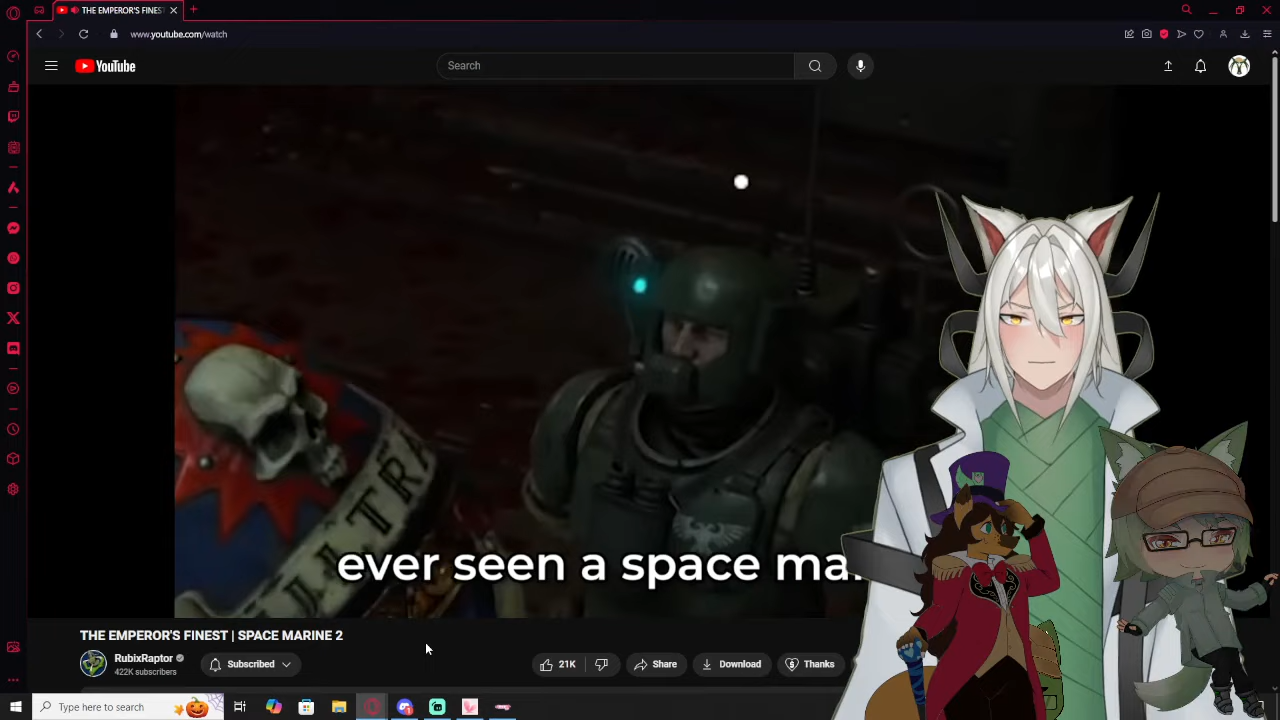 THE EMPEROR'S FINEST
www.youtube.com/watch
YouTube
Search
ULTRA
ever seen a space ma
THE EMPEROR'S FINEST | SPACE MARINE 2
RubixRaptor
422K subscribers
Subscribed
21K
Share
Download
Thanks
Type here to search